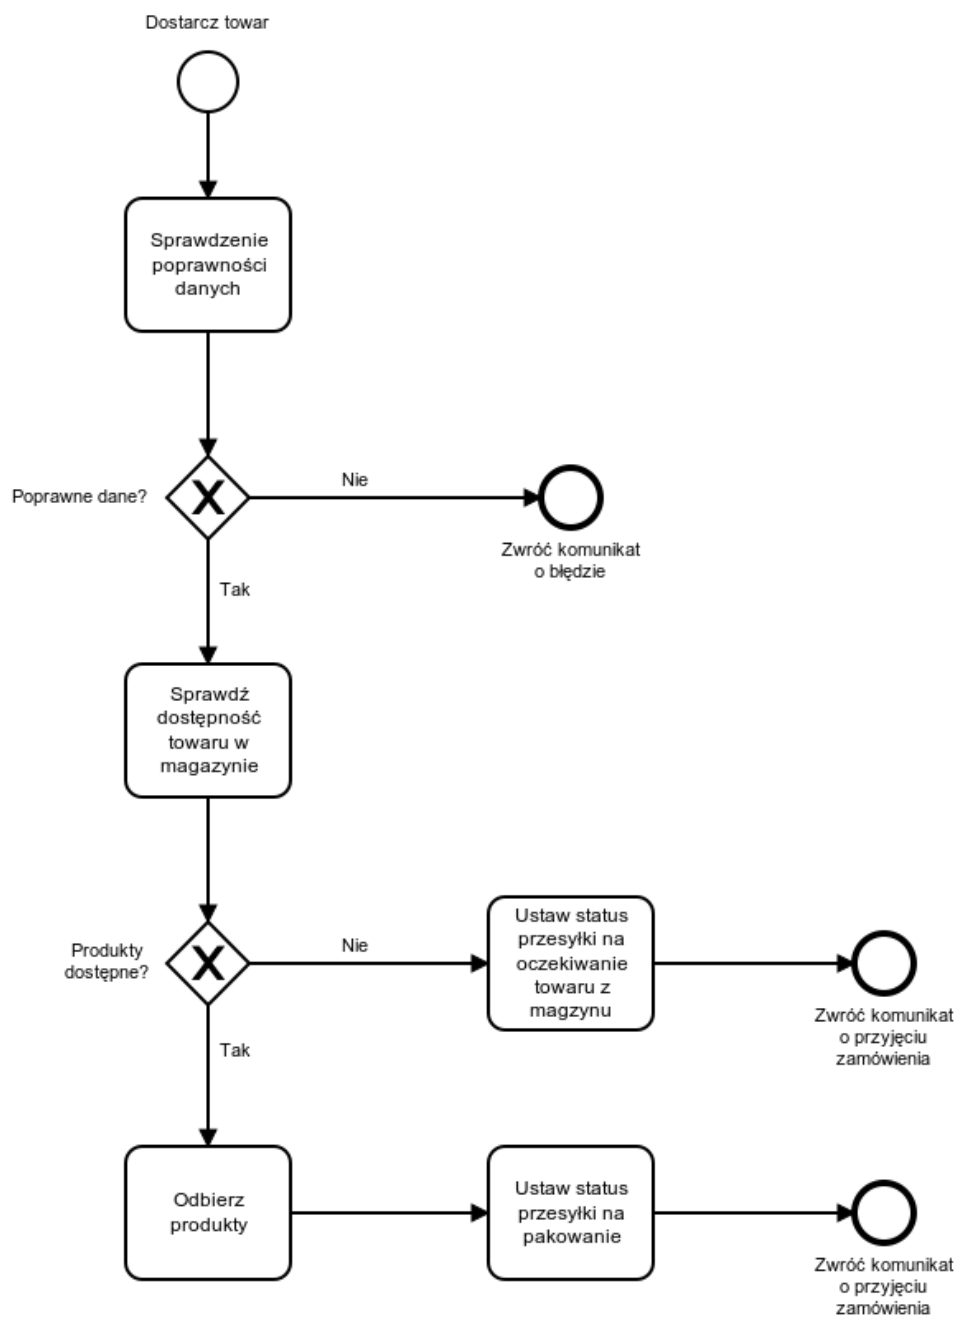 Dostarcz towar
Sprawdzenie
poprawności
danych
Poprawne dane?
X
Nie
Zwróć komunikat
o błędzie
Tak
Sprawdź
dostępność
towaru w
magazynie
Produkty
dostępne?
X
Nie
Ustaw status
przesyłki na
oczekiwanie
towaru z
magzynu
Zwróć komunikat
o przyjęciu
zamówienia
Tak
Odbierz
produkty
Ustaw status
przesyłki na
pakowanie
Zwróć komunikat
o przyjęciu
zamówienia